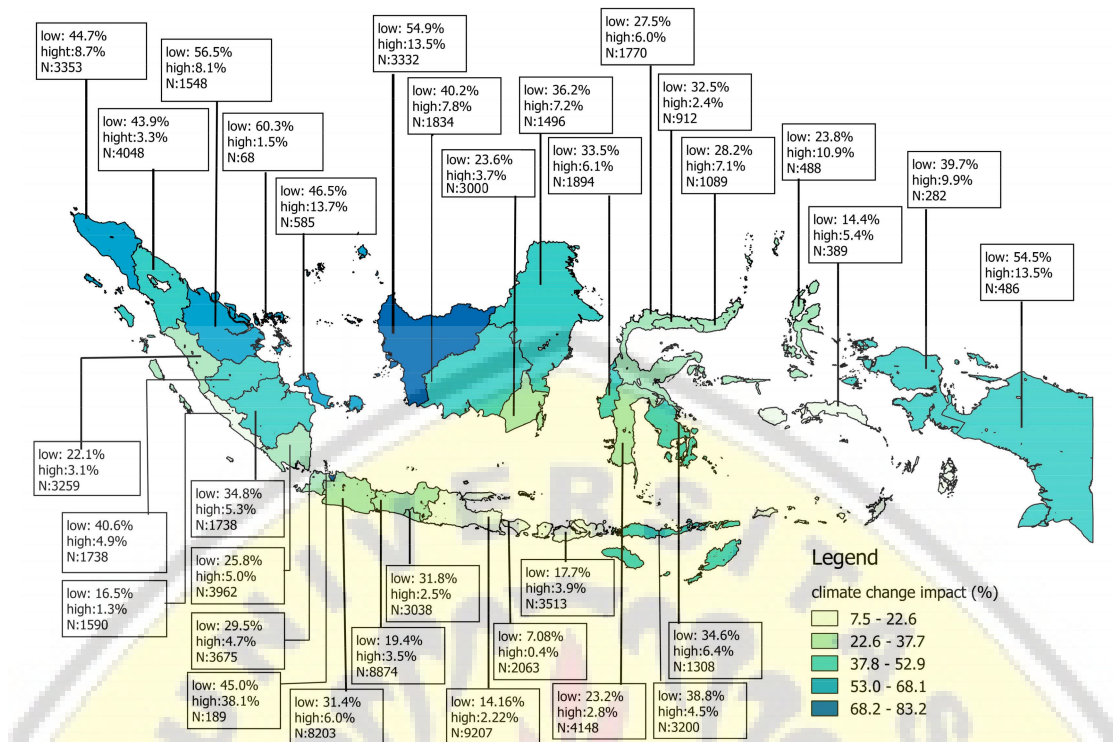 low: 44.7%
hight:8.7%
N:3353
low: 56.5%
high:8.1%
N:1548
low: 54.9%
high:13.5%
N:3332
low: 27.5%
high:6.0%
N:1770
low: 43.9%
hight:3.3%
N:4048
low: 60.3%
high:1.5%
N:68
low: 40.2%
high:7.8%
N:1834
low: 36.2%
high:7.2%
N:1496
low: 32.5%
high:2.4%
N:912
low: 46.5%
high:13.7%
N:585
low: 23.6%
high:3.7%
N:3000
low: 33.5%
high:6.1%
N:1894
low: 28.2%
high:7.1%
N:1089
low: 23.8%
high:10.9%
N:488
low: 39.7%
high:9.9%
N:282
low: 14.4%
high:5.4%
N:389
low: 54.5%
high:13.5%
N:486
low: 22.1%
high:3.1%
N:3259
low: 34.8%
high:5.3%
N:1738
low: 40.6%
high:4.9%
N:1738
low: 25.8%
high:5.0%
N:3962
low: 16.5%
high:1.3%
N:1590
low: 29.5%
high:4.7%
N:3675
low: 45.0%
high:38.1%
N:189
low: 31.4%
high:6.0%
N:8203
low: 19.4%
high:3.5%
N:8874
low: 31.8%
high:2.5%
N:3038
low: 14.16%
high:2.22%
N:9207
low: 7.08%
high:0.4%
N:2063
low: 17.7%
high:3.9%
N:3513
low: 23.2%
high:2.8%
N:4148
low: 38.8%
high:4.5%
N:3200
low: 34.6%
high:6.4%
N:1308
Legend
climate change impact (%)
7.5 - 22.6
22.6 - 37.7
37.8 - 52.9
53.0 - 68.1
68.2 - 83.2
UNIVERSITAS